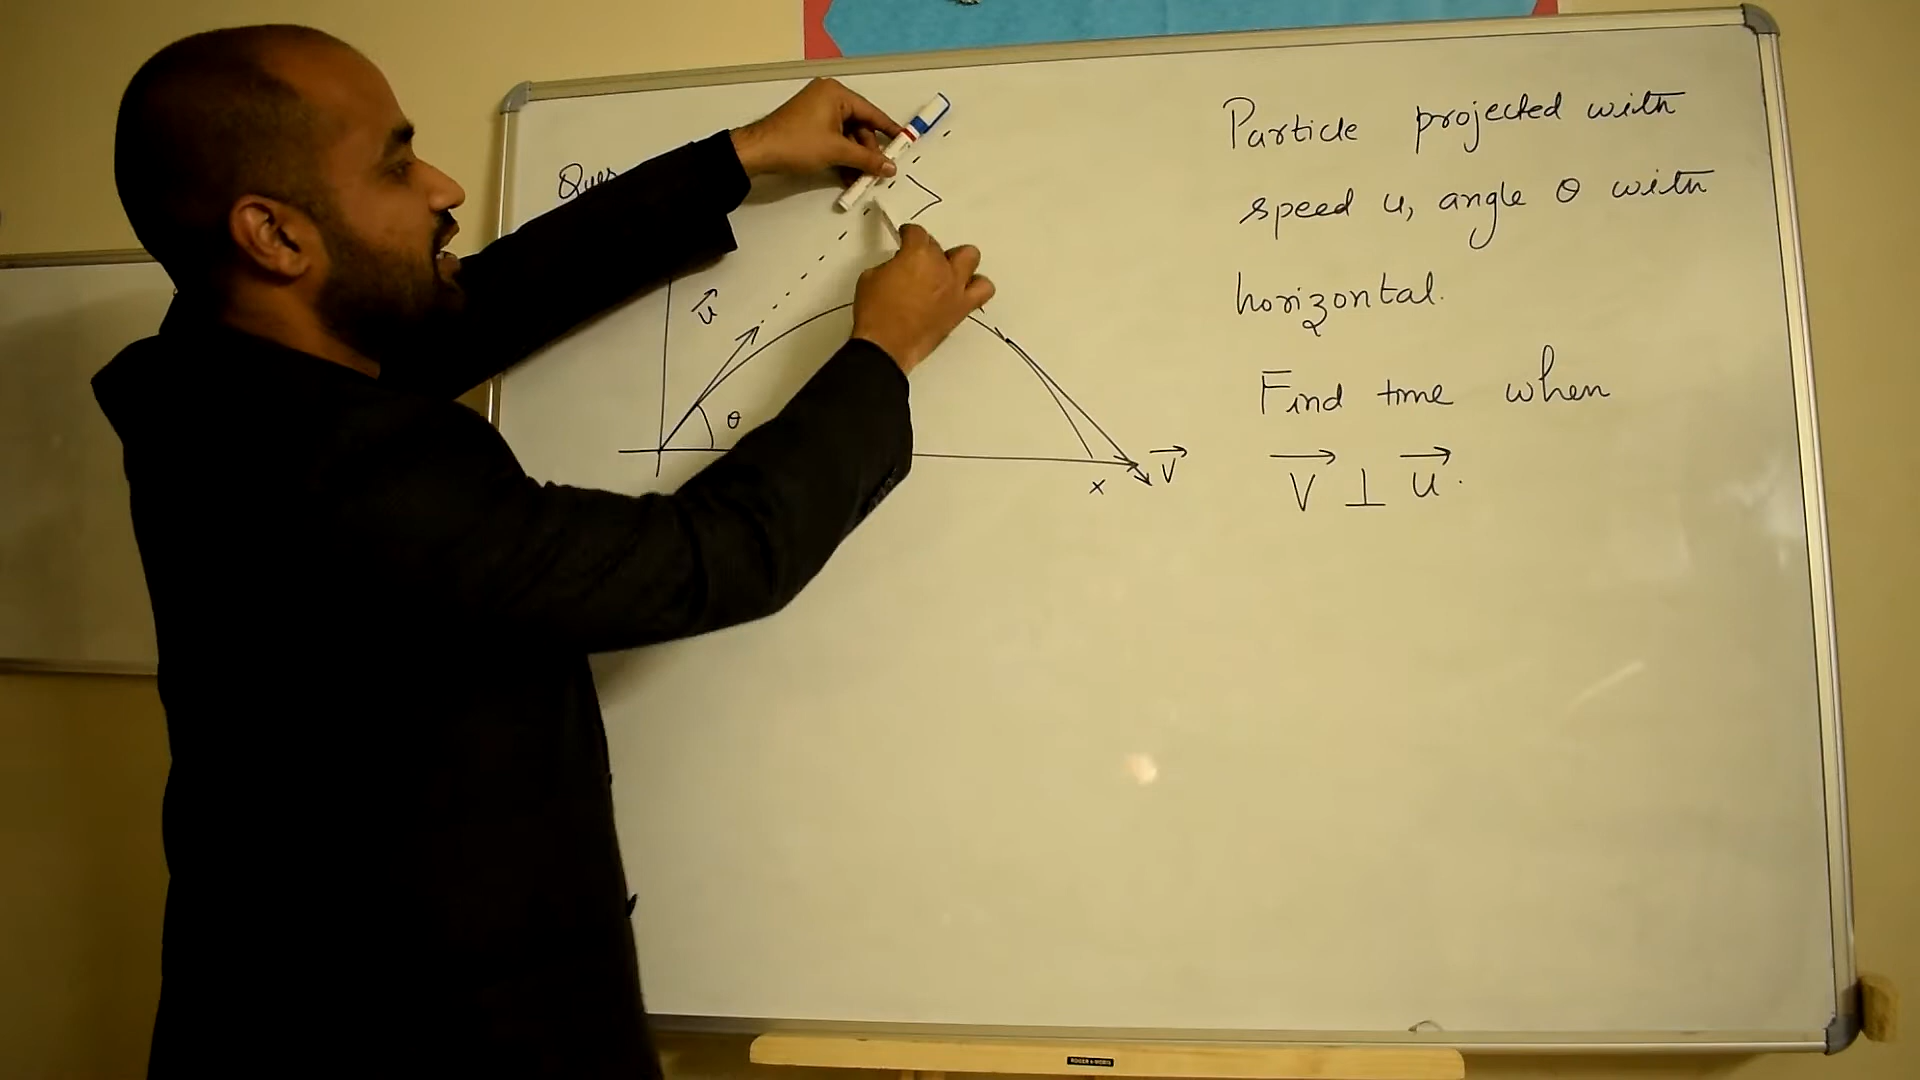 Ques
u
θ
x
V
Particle projected with
speed u, angle θ with
horizontal.
Find time when
V ⊥ u.